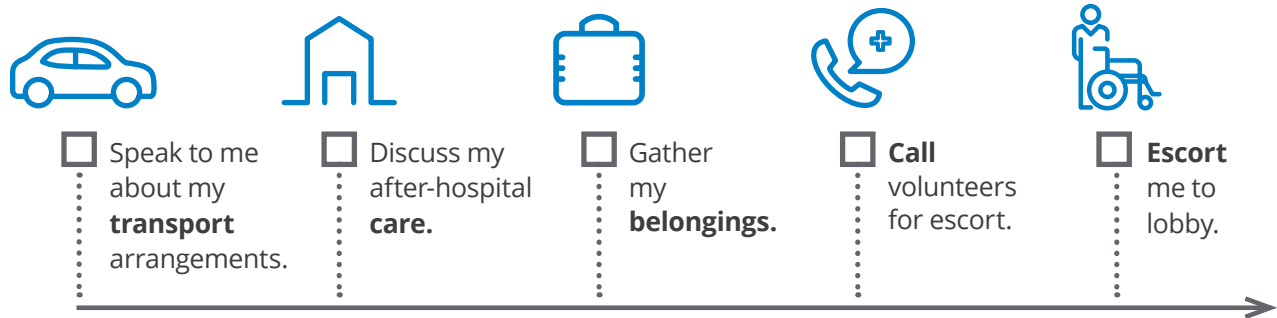 Speak to me
about my
transport
arrangements.
Discuss my
after-hospital
care.
Gather
my
belongings.
Call
volunteers
for escort.
Escort
me to
lobby.